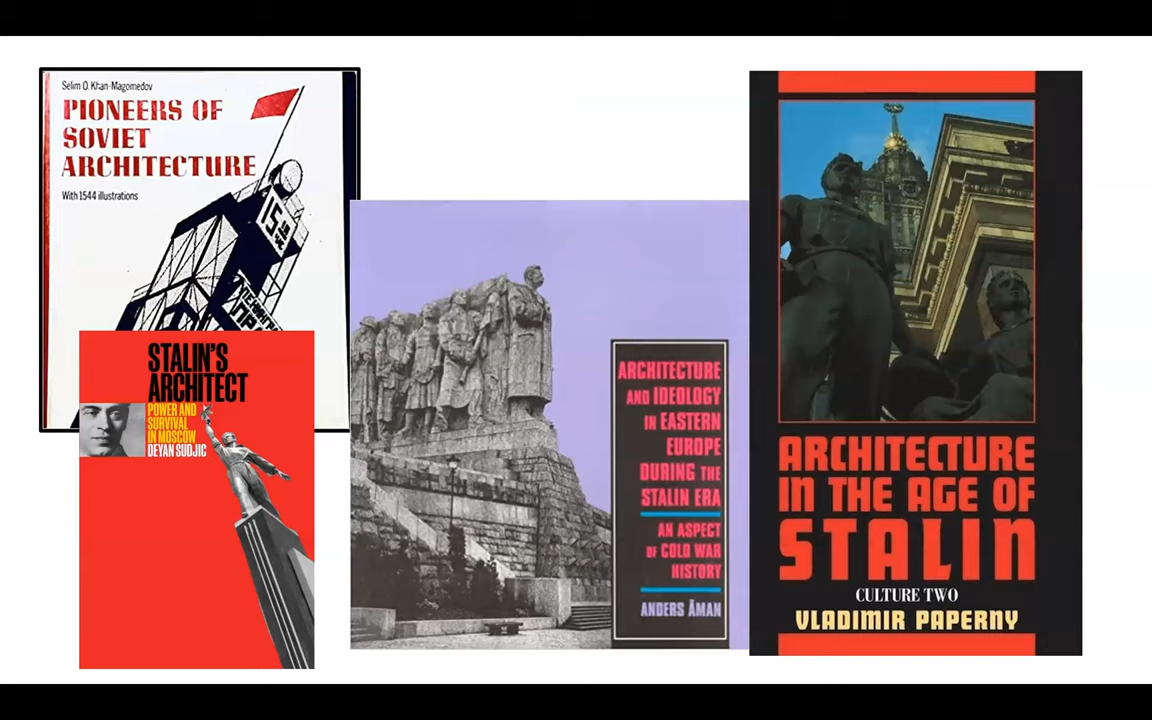 Selim O. Khan-Magomedov
PIONEERS OF
SOVIET
ARCHITECTURE
With 1544 illustrations
15
STALIN'S
ARCHITECT
POWER AND
SURVIVAL
IN MOSCOW
DEYAN SUDJIC
ARCHITECTURE
AND IDEOLOGY
IN EASTERN
EUROPE
DURING THE
STALIN ERA
AN ASPECT
OF COLD WAR
HISTORY
ANDERS ÅMAN
ARCHITECTURE
IN THE AGE OF
STALIN
CULTURE TWO
VLADIMIR PAPERNY